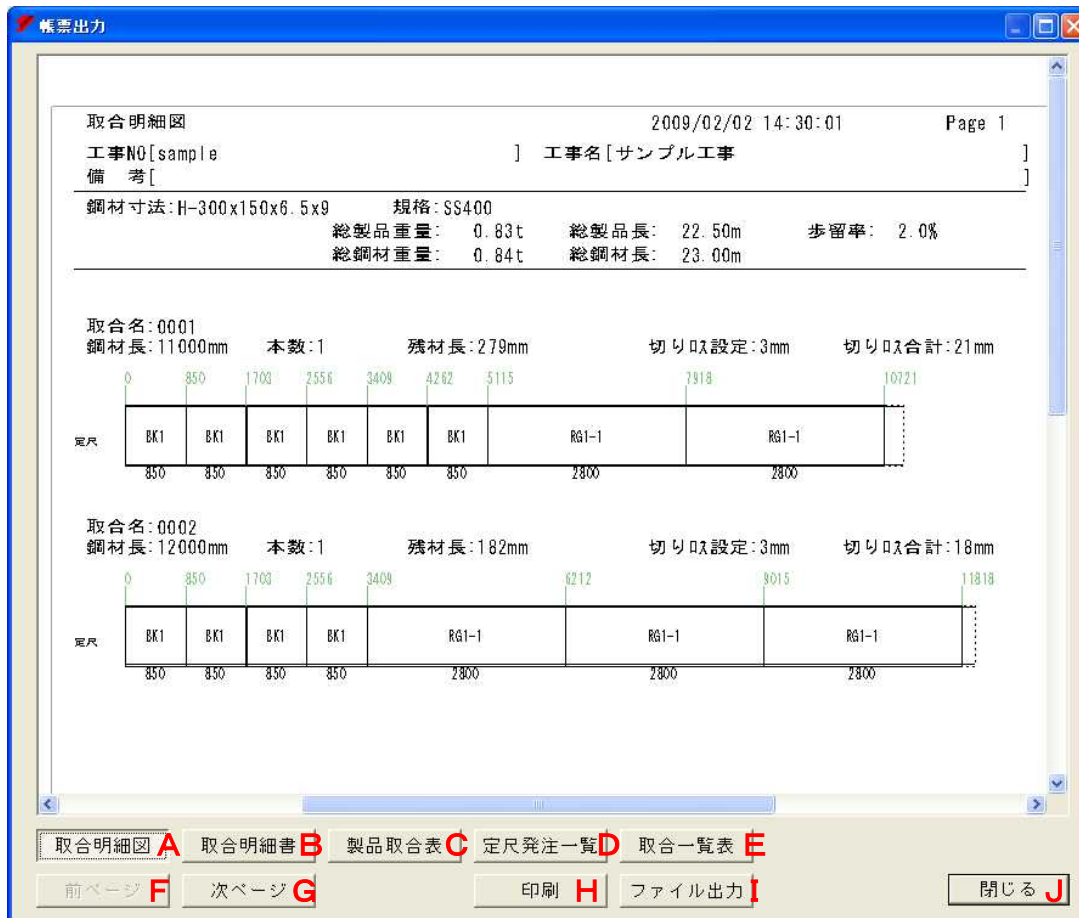 帳票出力
取合明細図 2009/02/02 14:30:01 Page 1
工事NO[sample ] 工事名[サンプル工事 ]
備 考[ ]
鋼材寸法:H-300x150x6.5x9 規格:SS400
総製品重量: 0.83t 総製品長: 22.50m 歩留率: 2.0%
総鋼材重量: 0.84t 総鋼材長: 23.00m
取合名:0001
鋼材長:11000mm 本数:1 残材長:279mm 切りロス設定:3mm 切りロス合計:21mm
0 850 1703 2556 3409 4262 5115 7918 10721
定尺 BK1 BK1 BK1 BK1 BK1 BK1 RG1-1 RG1-1
850 850 850 850 850 850 2800 2800
取合名:0002
鋼材長:12000mm 本数:1 残材長:182mm 切りロス設定:3mm 切りロス合計:18mm
0 850 1703 2556 3409 6212 9015 11818
定尺 BK1 BK1 BK1 BK1 RG1-1 RG1-1 RG1-1
850 850 850 850 2800 2800 2800
取合明細図 A 取合明細書 B 製品取合表 C 定尺発注一覧 D 取合一覧表 E
前ページ F 次ページ G 印刷 H ファイル出力 I 閉じる J